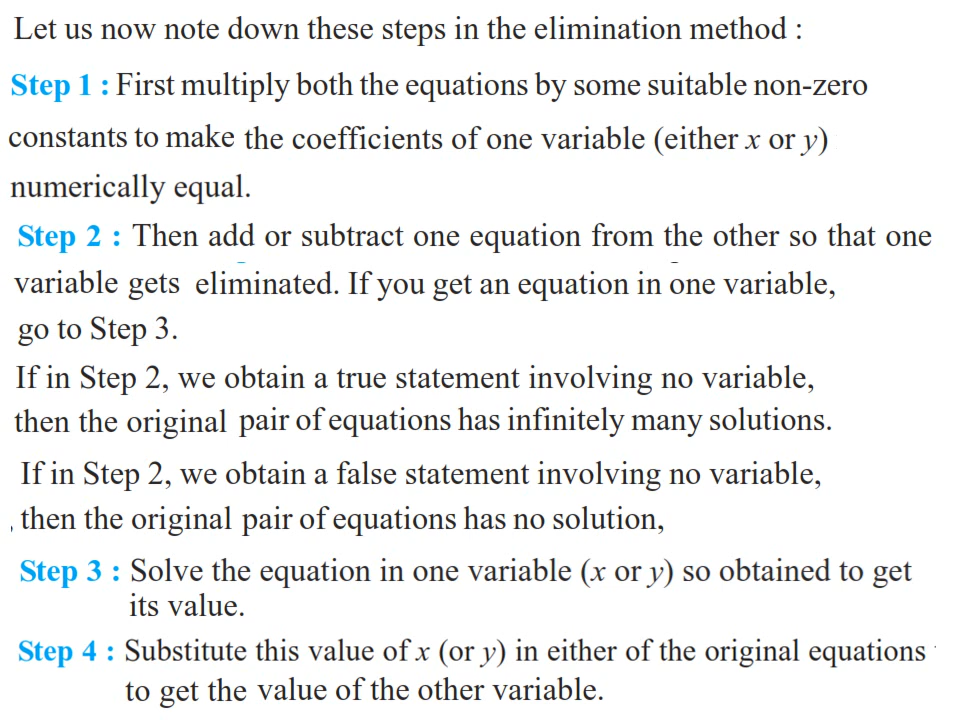 Let us now note down these steps in the elimination method :
Step 1 : First multiply both the equations by some suitable non-zero
constants to make the coefficients of one variable (either x or y)
numerically equal.
Step 2 : Then add or subtract one equation from the other so that one
variable gets eliminated. If you get an equation in one variable,
go to Step 3.
If in Step 2, we obtain a true statement involving no variable,
then the original pair of equations has infinitely many solutions.
If in Step 2, we obtain a false statement involving no variable,
, then the original pair of equations has no solution,
Step 3 : Solve the equation in one variable (x or y) so obtained to get
its value.
Step 4 : Substitute this value of x (or y) in either of the original equations
to get the value of the other variable.